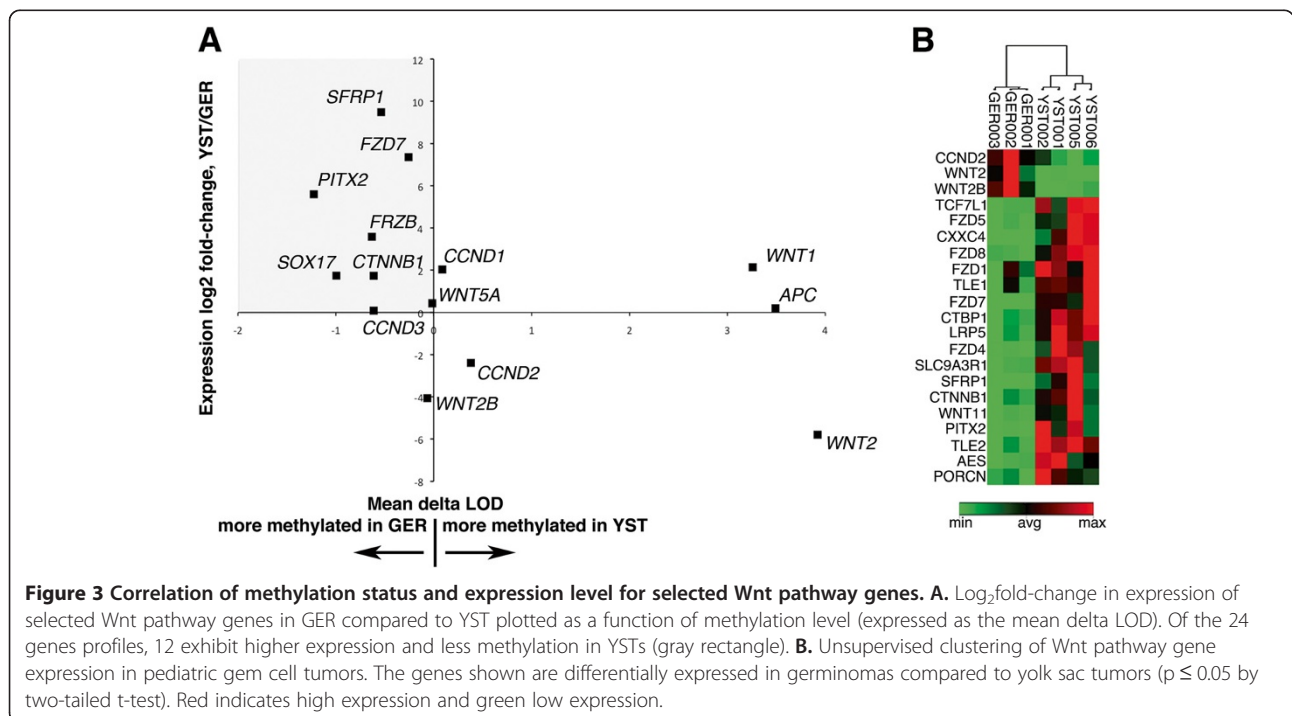 A
Expression log2 fold-change, YST/GER
12
10
8
6
4
2
0
-2
-4
-6
-8
-2
-1
0
1
2
3
4
SFRP1
FZD7
PITX2
FRZB
SOX17
CTNNB1
CCND1
WNT1
WNT5A
APC
CCND3
CCND2
WNT2B
WNT2
Mean delta LOD
more methylated in GER
more methylated in YST
B
GER003
GER002
GER001
YST002
YST001
YST005
YST006
CCND2
WNT2
WNT2B
TCF7L1
FZD5
CXXC4
FZD8
FZD1
TLE1
FZD7
CTBP1
LRP5
FZD4
SLC9A3R1
SFRP1
CTNNB1
WNT11
PITX2
TLE2
AES
PORCN
min avg max
Figure 3 Correlation of methylation status and expression level for selected Wnt pathway genes. A. Log₂fold-change in expression of
selected Wnt pathway genes in GER compared to YST plotted as a function of methylation level (expressed as the mean delta LOD). Of the 24
genes profiles, 12 exhibit higher expression and less methylation in YSTs (gray rectangle). B. Unsupervised clustering of Wnt pathway gene
expression in pediatric gem cell tumors. The genes shown are differentially expressed in germinomas compared to yolk sac tumors (p ≤ 0.05 by
two-tailed t-test). Red indicates high expression and green low expression.